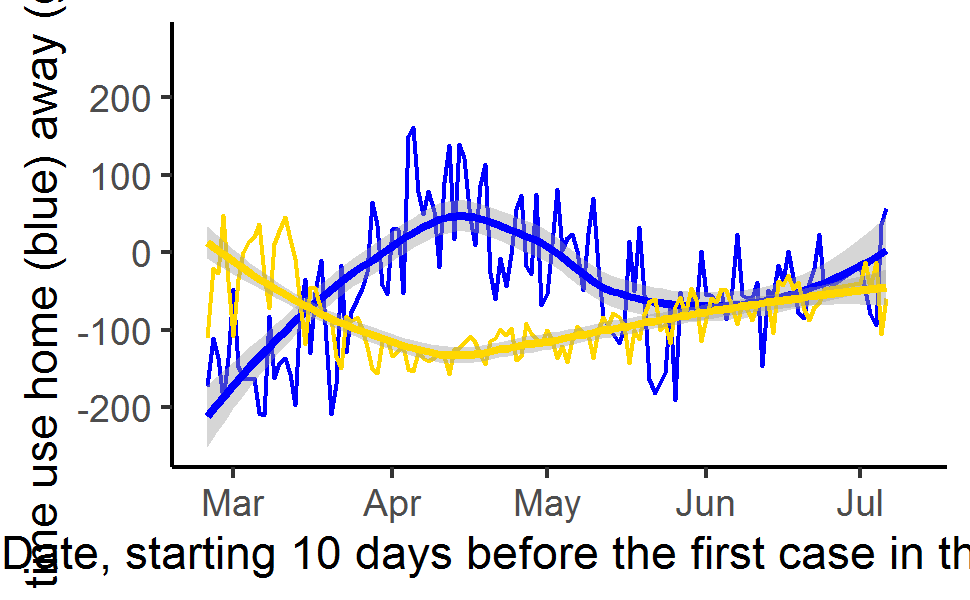 time use home (blue) away (
200
100
0
-100
-200
Mar Apr May Jun Jul
Date, starting 10 days before the first case in th